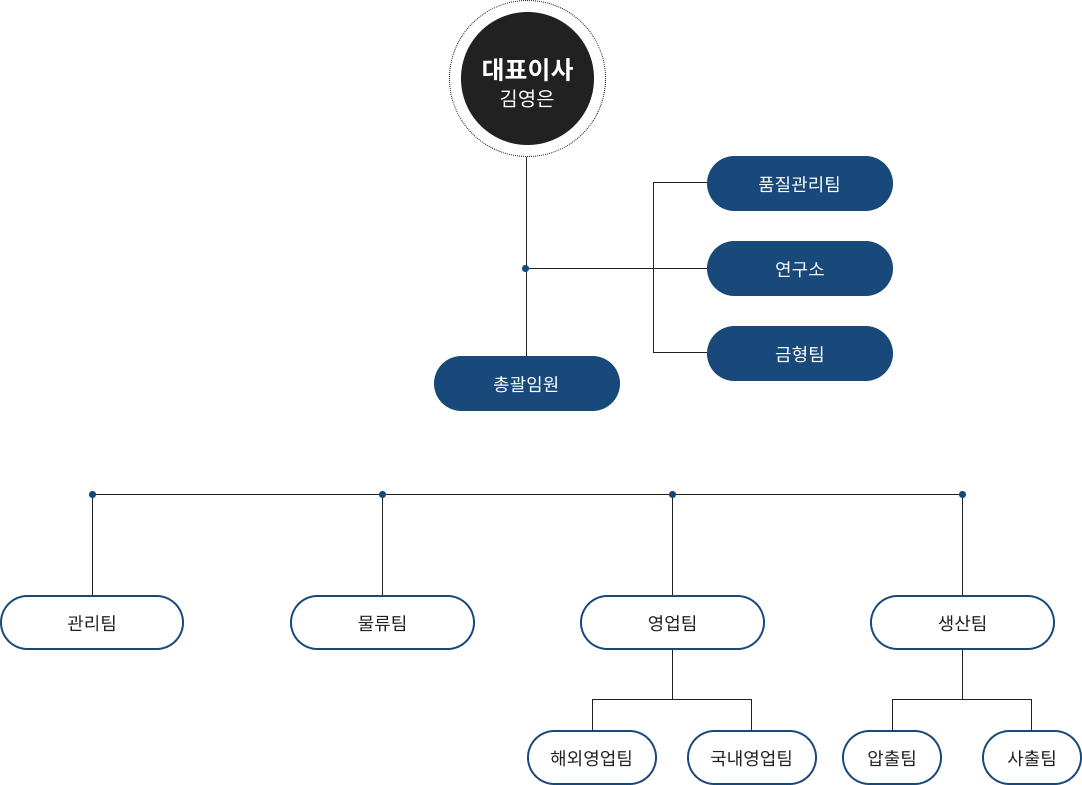 대표이사
김영은
품질관리팀
연구소
금형팀
총괄임원
관리팀
물류팀
영업팀
생산팀
해외영업팀
국내영업팀
압출팀
사출팀